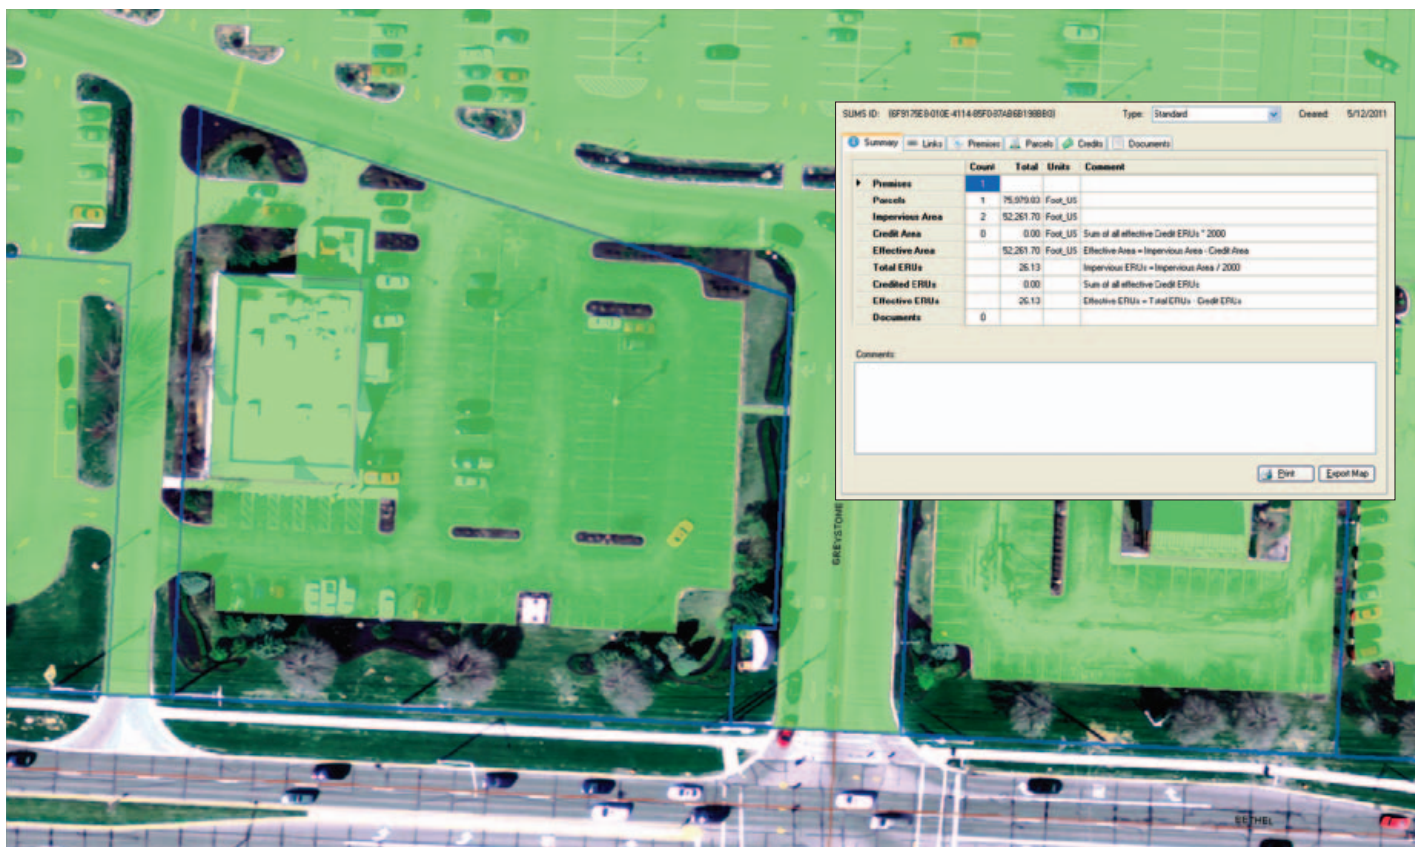 SUMS ID: {6F9175E8-010E-4114-85FD-87AB6B198BB0} Type: Standard Created: 5/12/2011
Summary Links Premises Parcels Credits Documents
Count Total Units Comment
Premises 1
Parcels 1 75,979.03 Foot_US
Impervious Area 2 52,261.70 Foot_US
Credit Area 0 0.00 Foot_US Sum of all effective Credit ERUs * 2000
Effective Area 52,261.70 Foot_US Effective Area = Impervious Area - Credit Area
Total ERUs 26.13 Impervious ERUs = Impervious Area / 2000
Credited ERUs 0.00 Sum of all effective Credit ERUs
Effective ERUs 26.13 Effective ERUs = Total ERUs - Credit ERUs
Documents 0
Comments:
Print Export Map
GREYSTONE
BETHEL